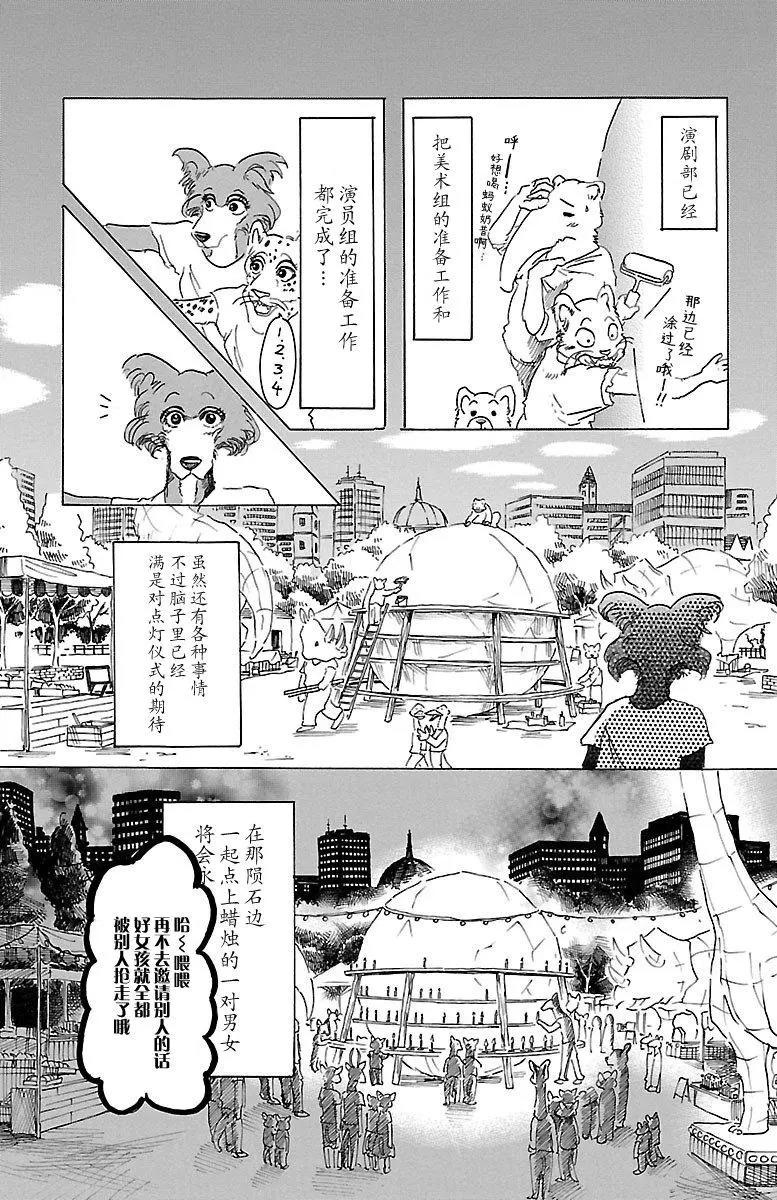 演剧部已经
把美术组的准备工作和
呼——
好想喝蚂蚁奶昔啊…
那边已经
涂过了哦—!!
演员组的准备工作
都完成了…
1.2.3.4
虽然还有各种事情
不过脑子里已经
满是对点灯仪式的期待
在那陨石边
一起点上蜡烛的一对男女
将会永
哈～喂喂
再不去邀请别人的话
好女孩就全都
被别人抢走了哦